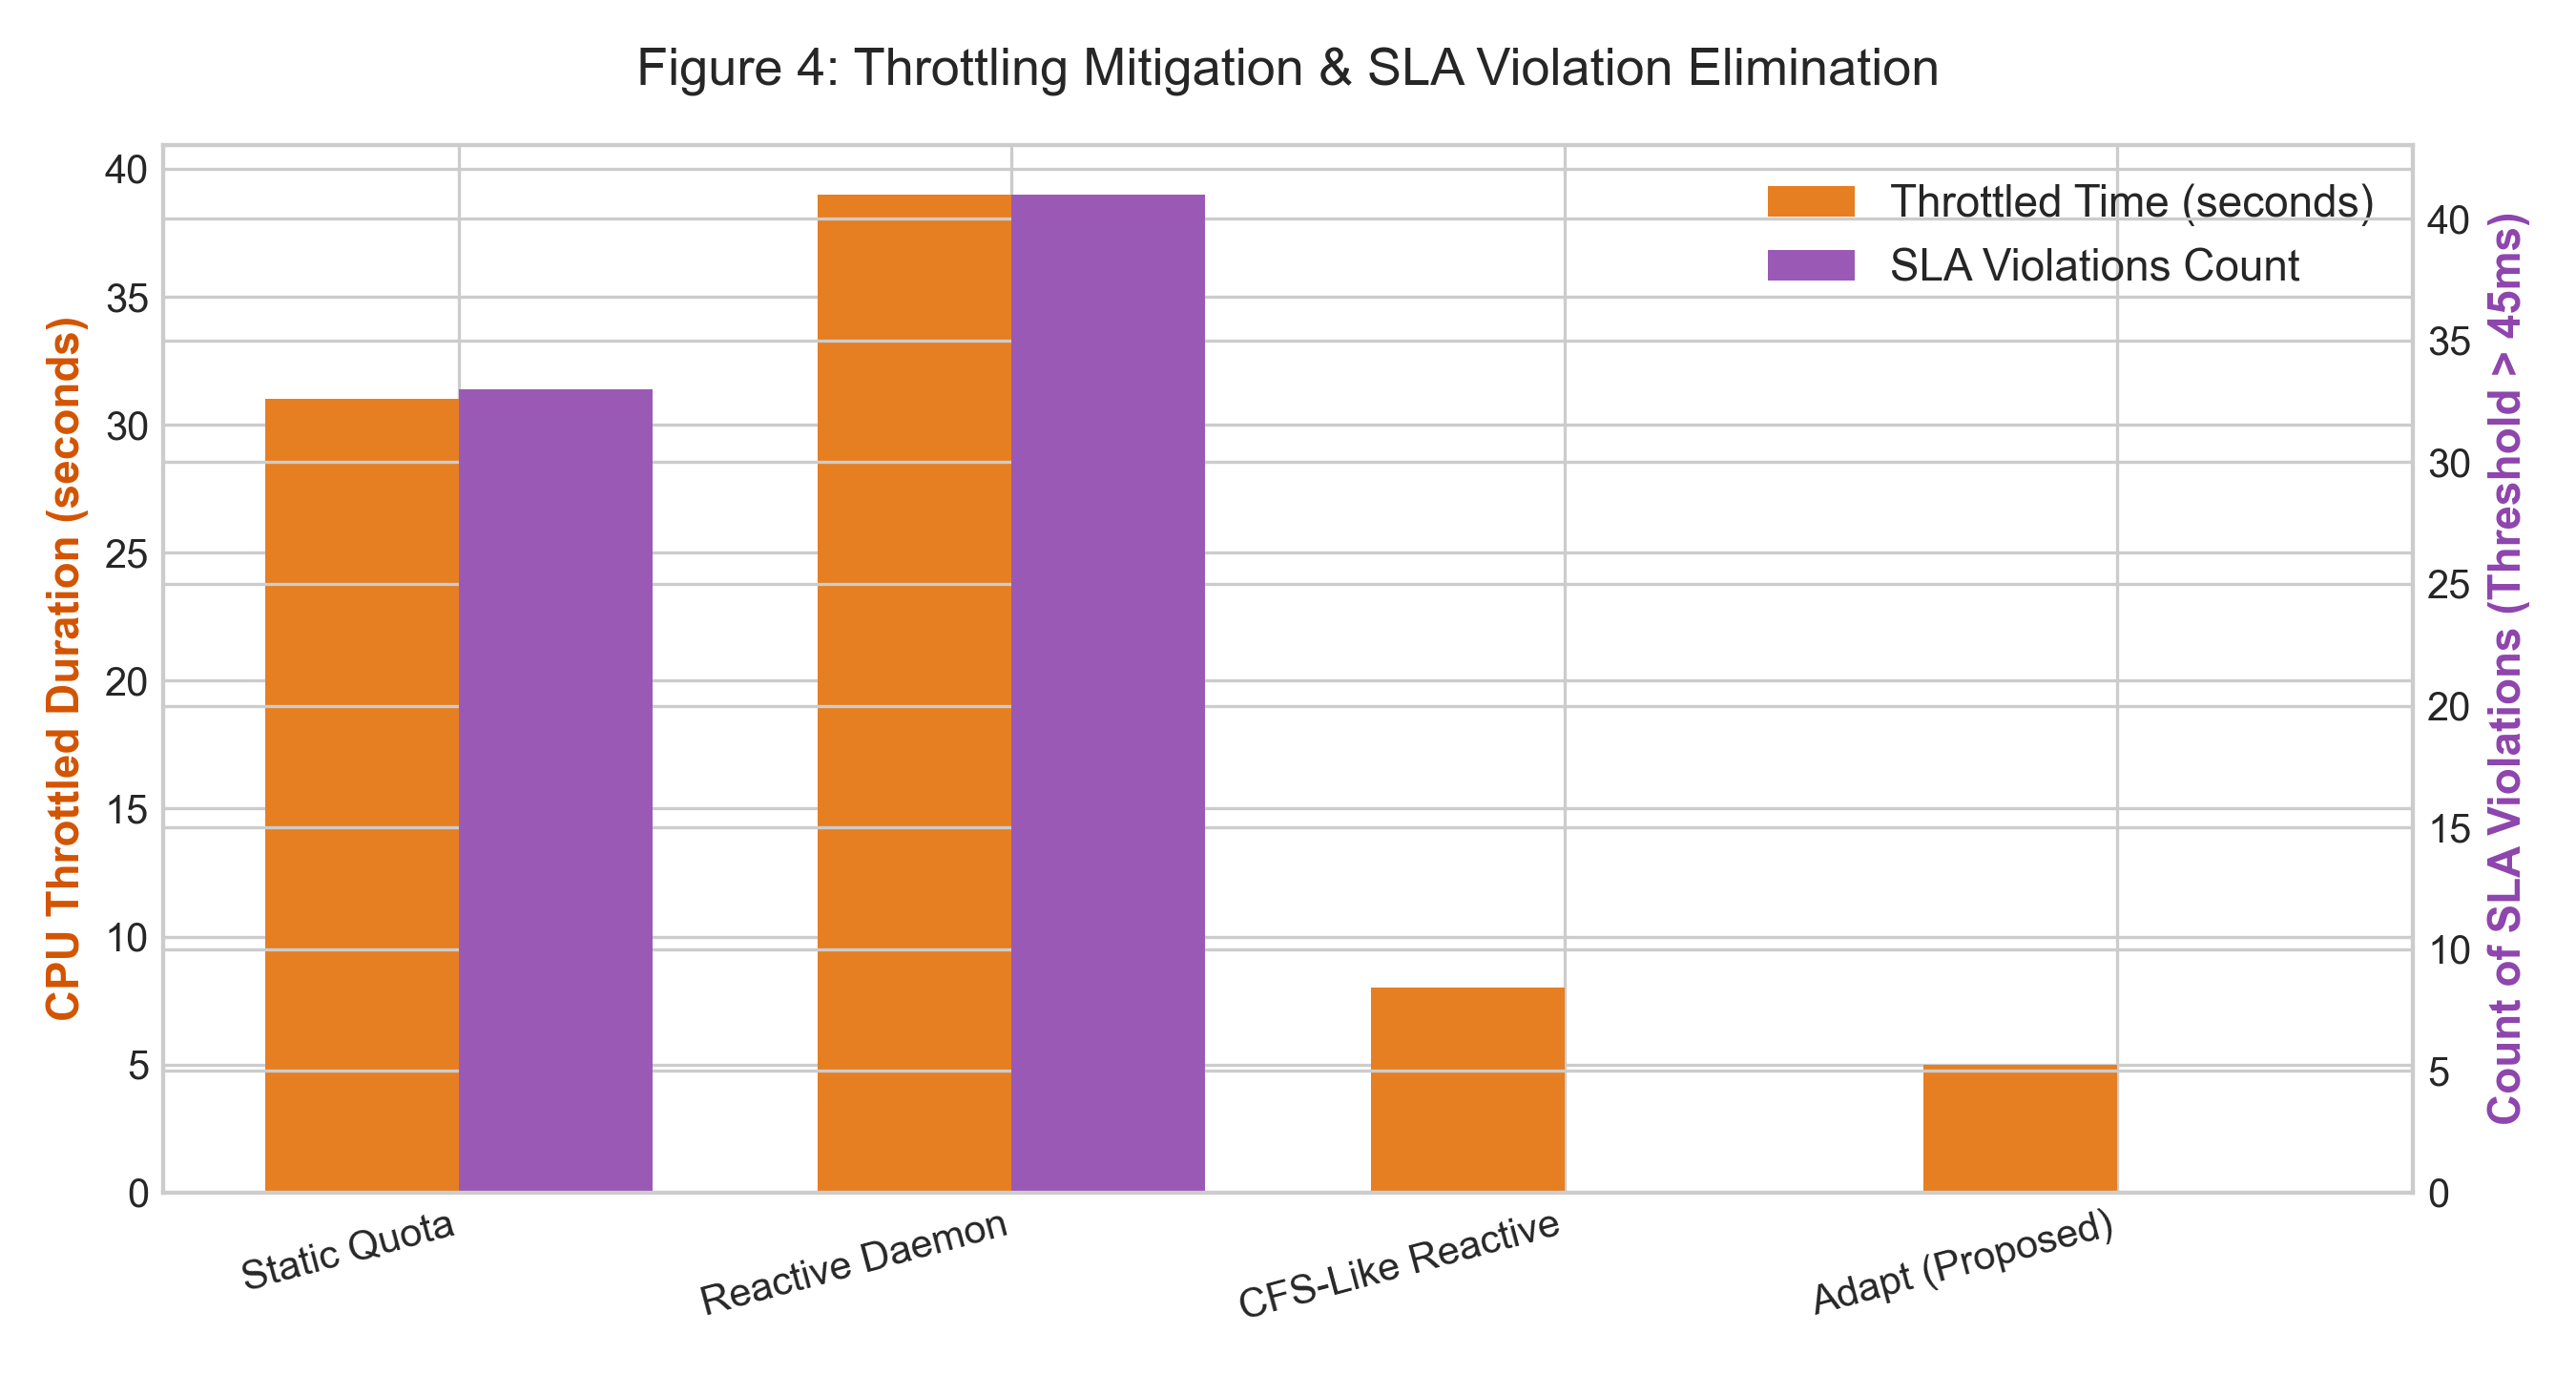 Figure 4: Throttling Mitigation & SLA Violation Elimination
Throttled Time (seconds)
SLA Violations Count
CPU Throttled Duration (seconds)
40
35
30
25
20
15
10
5
0
Count of SLA Violations (Threshold > 45ms)
40
35
30
25
20
15
10
5
0
Static Quota
Reactive Daemon
CFS-Like Reactive
Adapt (Proposed)